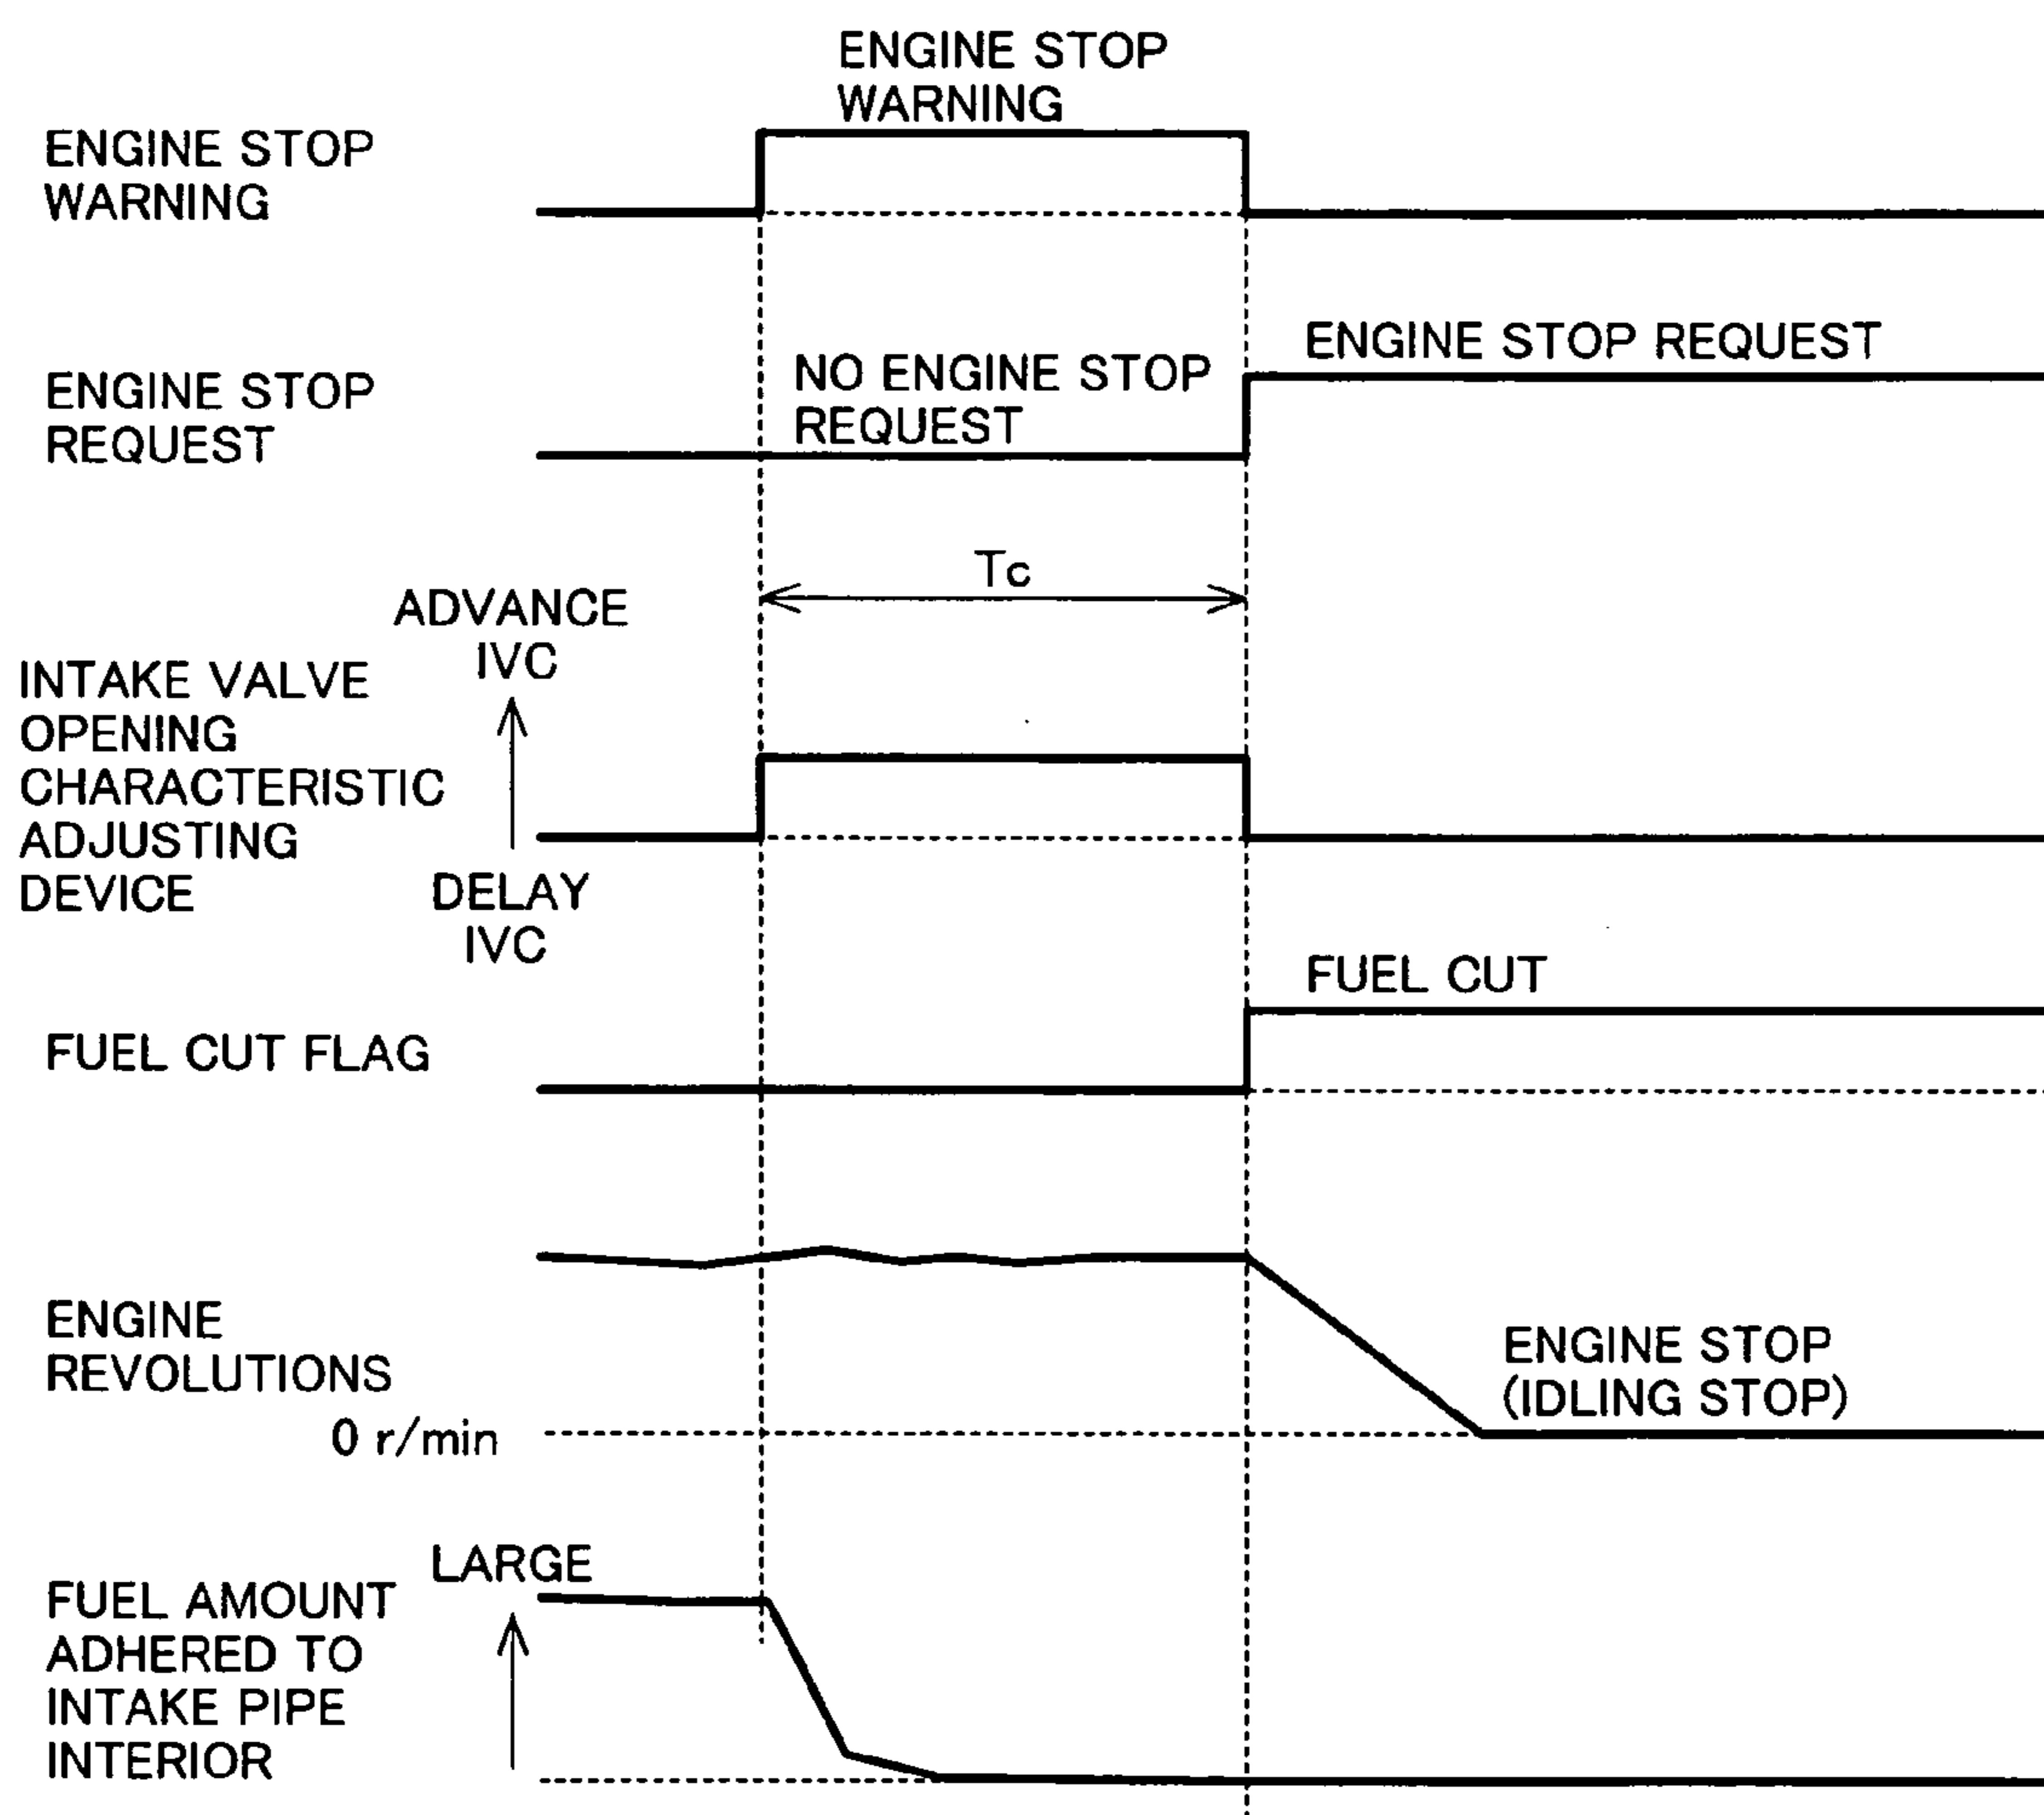 ENGINE STOP
WARNING
ENGINE STOP
WARNING
ENGINE STOP REQUEST
NO ENGINE STOP
REQUEST
ENGINE STOP
REQUEST
Tc
ADVANCE
IVC
INTAKE VALVE
OPENING
CHARACTERISTIC
ADJUSTING
DEVICE
DELAY
IVC
FUEL CUT
FUEL CUT FLAG
ENGINE
REVOLUTIONS
ENGINE STOP
(IDLING STOP)
0 r/min
LARGE
FUEL AMOUNT
ADHERED TO
INTAKE PIPE
INTERIOR